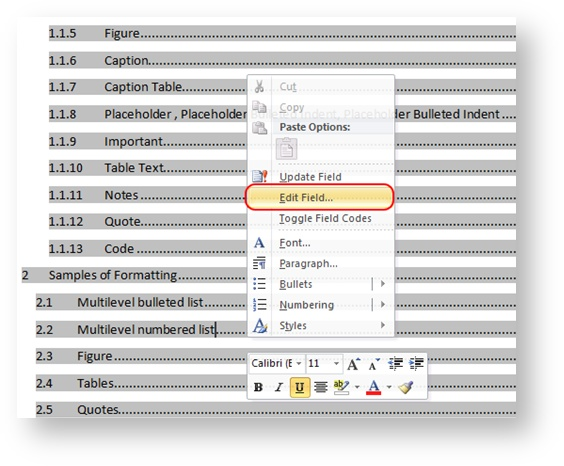 1.1.5 Figure
1.1.6 Caption
1.1.7 Caption Table
1.1.8 Placeholder , Placeholder Bulleted Indent, Placeholder Bulleted Indent
1.1.9 Important
1.1.10 Table Text
1.1.11 Notes
1.1.12 Quote
1.1.13 Code
2 Samples of Formatting
2.1 Multilevel bulleted list
2.2 Multilevel numbered list
2.3 Figure
2.4 Tables
2.5 Quotes
Cut
Copy
Paste Options:
Update Field
Edit Field...
Toggle Field Codes
Font...
Paragraph...
Bullets
Numbering
Styles
Calibri (E 11 A A
B I U ab A